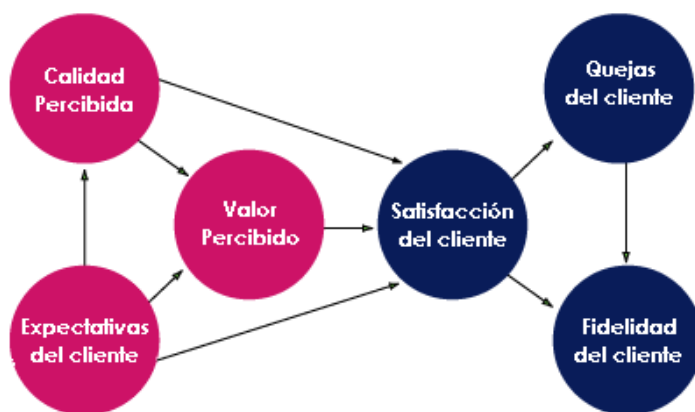 Calidad
Percibida
Quejas
del cliente
Valor
Percibido
Satisfacción
del cliente
Expectativas
del cliente
Fidelidad
del cliente